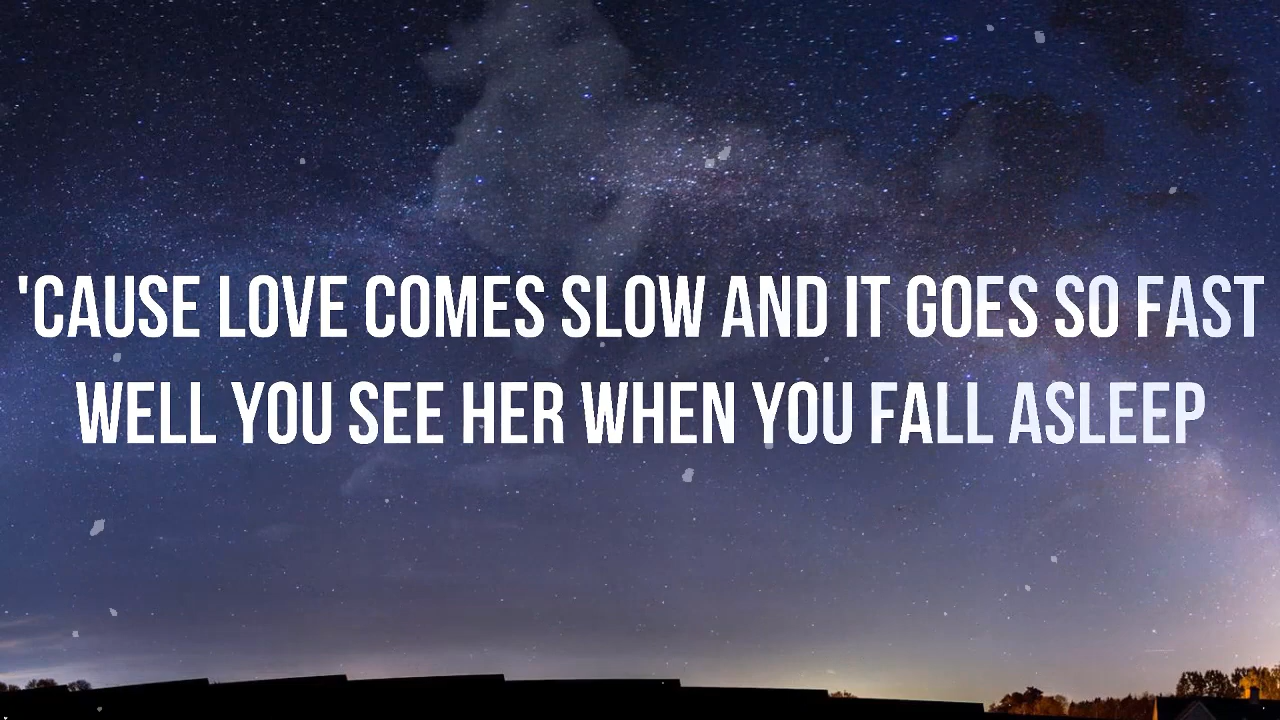 'CAUSE LOVE COMES SLOW AND IT GOES SO FAST
WELL YOU SEE HER WHEN YOU FALL ASLEEP